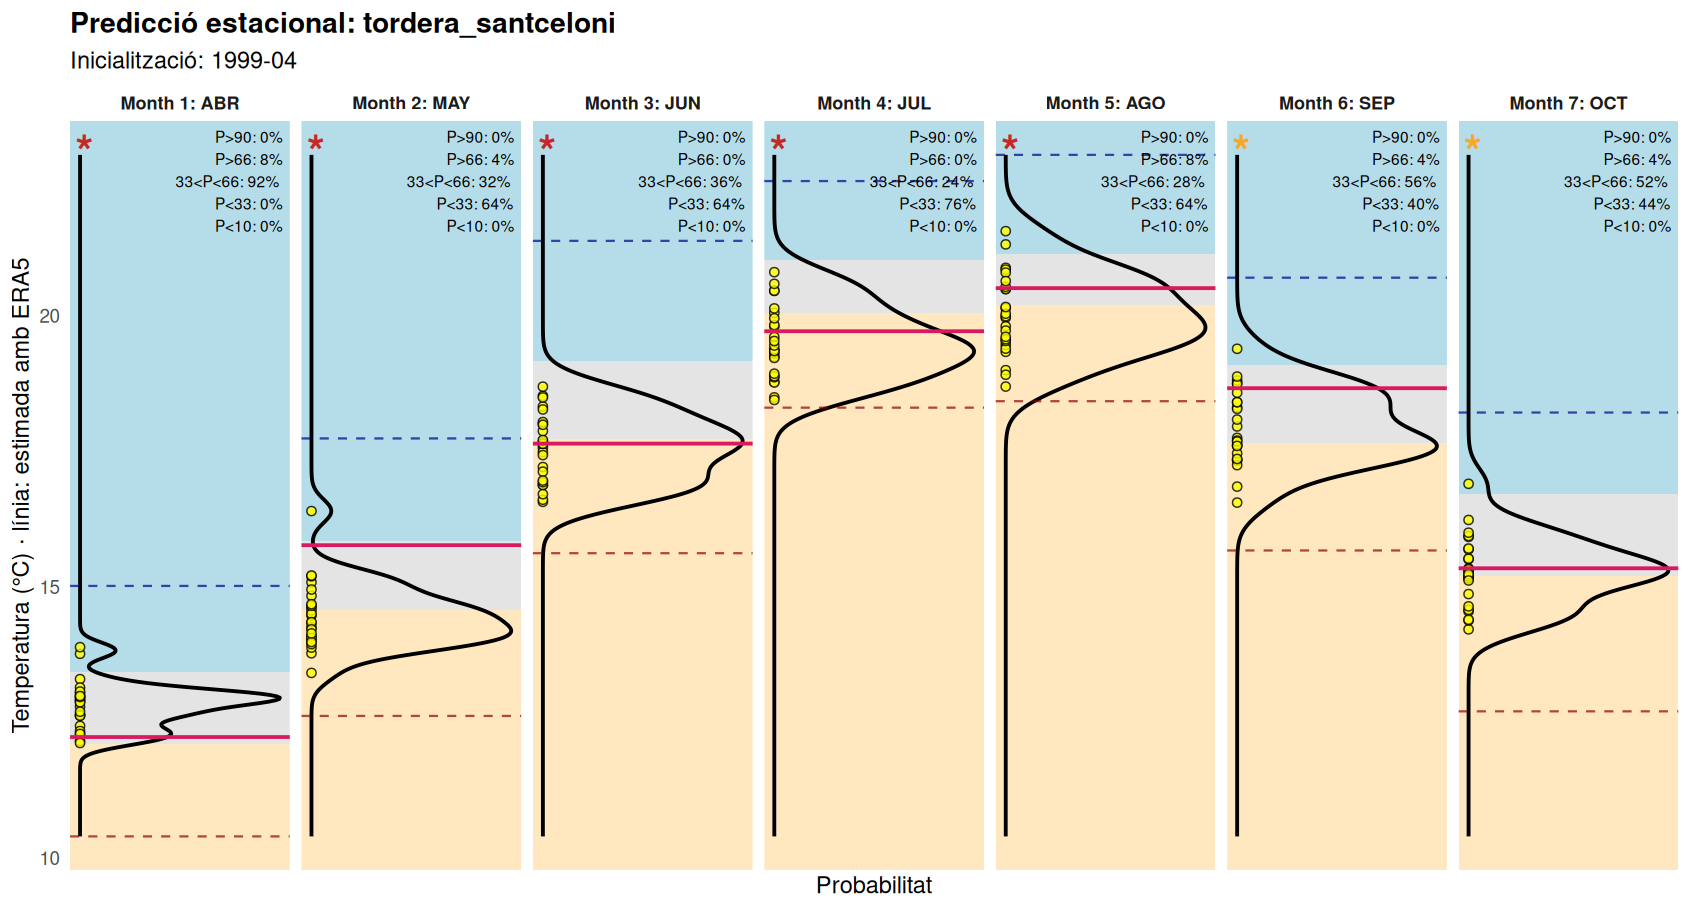 Predicció estacional: tordera_santceloni
Inicialització: 1999-04
Month 1: ABR
Month 2: MAY
Month 3: JUN
Month 4: JUL
Month 5: AGO
Month 6: SEP
Month 7: OCT
*
P>90: 0%
P>66: 8%
33<P<66: 92%
P<33: 0%
P<10: 0%
*
P>90: 0%
P>66: 4%
33<P<66: 32%
P<33: 64%
P<10: 0%
*
P>90: 0%
P>66: 0%
33<P<66: 36%
P<33: 64%
P<10: 0%
*
P>90: 0%
P>66: 0%
33<P<66: 24%
P<33: 76%
P<10: 0%
*
P>90: 0%
P>66: 8%
33<P<66: 28%
P<33: 64%
P<10: 0%
*
P>90: 0%
P>66: 4%
33<P<66: 56%
P<33: 40%
P<10: 0%
*
P>90: 0%
P>66: 4%
33<P<66: 52%
P<33: 44%
P<10: 0%
Temperatura (°C) · línia: estimada amb ERA5
20
15
10
Probabilitat